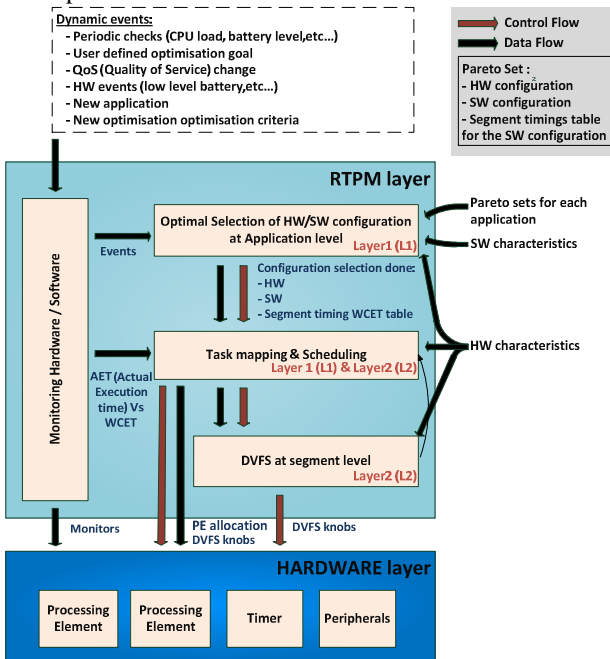 Dynamic events:
- Periodic checks (CPU load, battery level,etc...)
- User defined optimisation goal
- QoS (Quality of Service) change
- HW events (low level battery,etc...)
- New application
- New optimisation optimisation criteria
Control Flow
Data Flow
Pareto Set :
- HW configuration
- SW configuration
- Segment timings table
for the SW configuration
2
RTPM layer
Monitoring Hardware / Software
Optimal Selection of HW/SW configuration
at Application level
Layer1 (L1)
Pareto sets for each
application
SW characteristics
Events
Configuration selection done:
- HW
- SW
- Segment timing WCET table
Task mapping & Scheduling
Layer 1 (L1) & Layer2 (L2)
HW characteristics
AET (Actual
Execution
time) Vs
WCET
DVFS at segment level
Layer2 (L2)
Monitors
PE allocation
DVFS knobs
DVFS knobs
HARDWARE layer
Processing
Element
Processing
Element
Timer
Peripherals